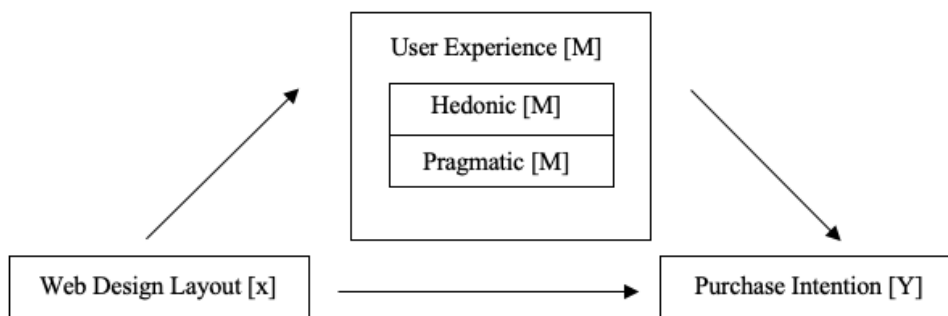 User Experience [M]
Hedonic [M]
Pragmatic [M]
Web Design Layout [x]
Purchase Intention [Y]